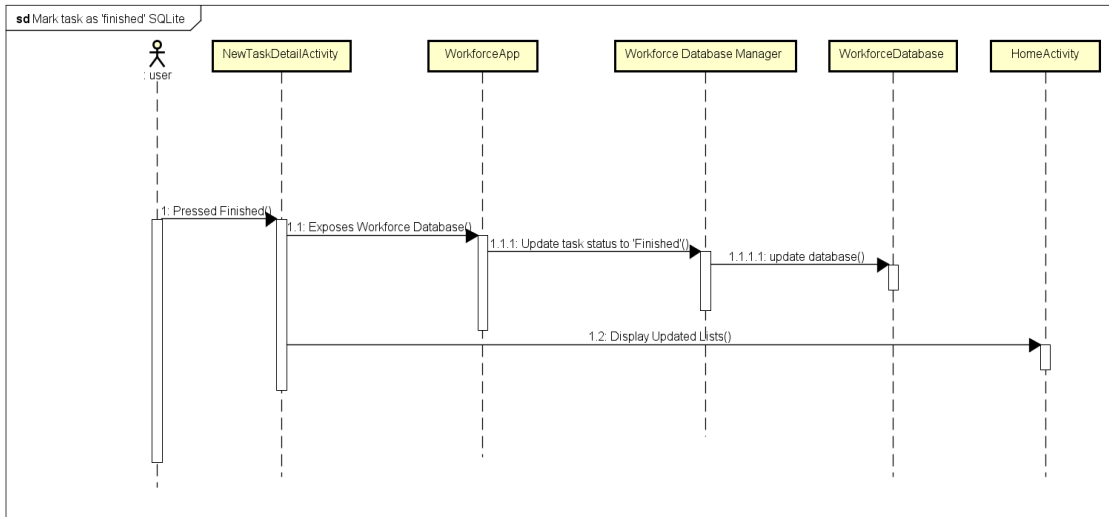 sd Mark task as 'finished' SQLite
: user
NewTaskDetailActivity
WorkforceApp
Workforce Database Manager
WorkforceDatabase
HomeActivity
1: Pressed Finished()
1.1: Exposes Workforce Database()
1.1.1: Update task status to 'Finished'()
1.1.1.1: update database()
1.2: Display Updated Lists()